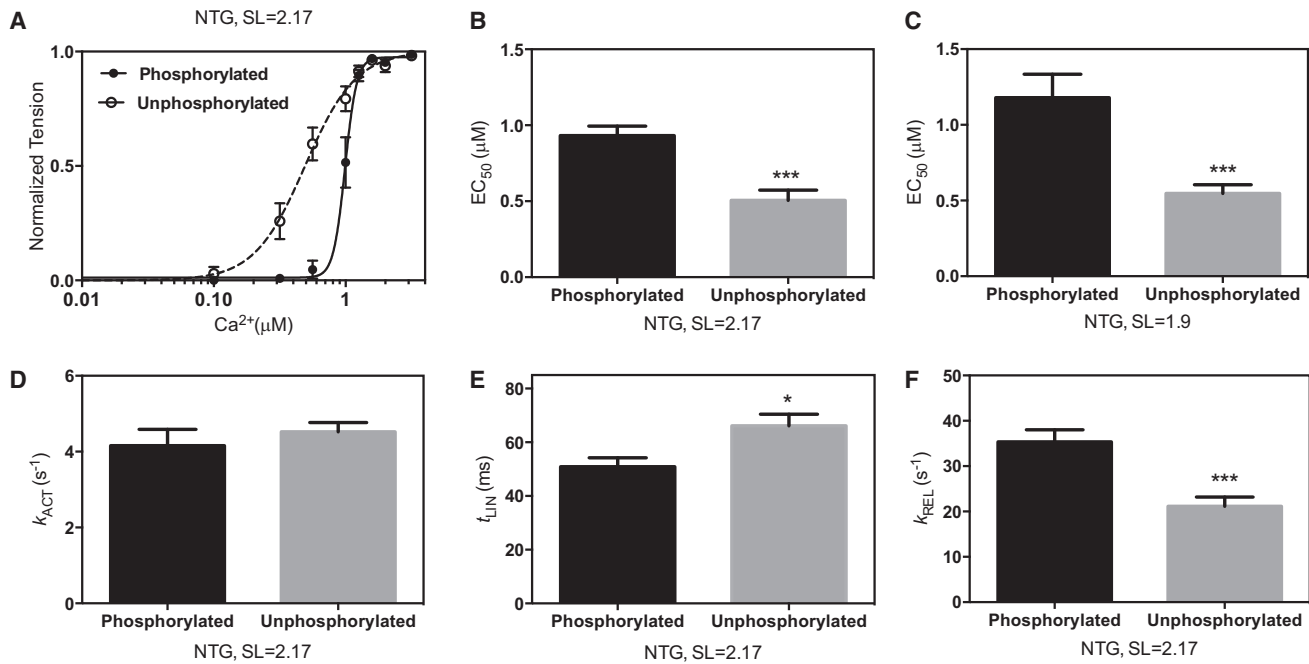 A
NTG, SL=2.17
Normalized Tension
1.0
0.5
0.0
Phosphorylated
Unphosphorylated
0.01
0.10
1
Ca2+(μM)
B
EC50 (μM)
1.5
1.0
0.5
0.0
***
Phosphorylated Unphosphorylated
NTG, SL=2.17
C
EC50 (μM)
1.5
1.0
0.5
0.0
***
Phosphorylated Unphosphorylated
NTG, SL=1.9
D
kACT (s-1)
6
4
2
0
Phosphorylated Unphosphorylated
NTG, SL=2.17
E
tLIN (ms)
80
60
40
20
0
*
Phosphorylated Unphosphorylated
NTG, SL=2.17
F
kREL (s-1)
50
40
30
20
10
0
***
Phosphorylated Unphosphorylated
NTG, SL=2.17